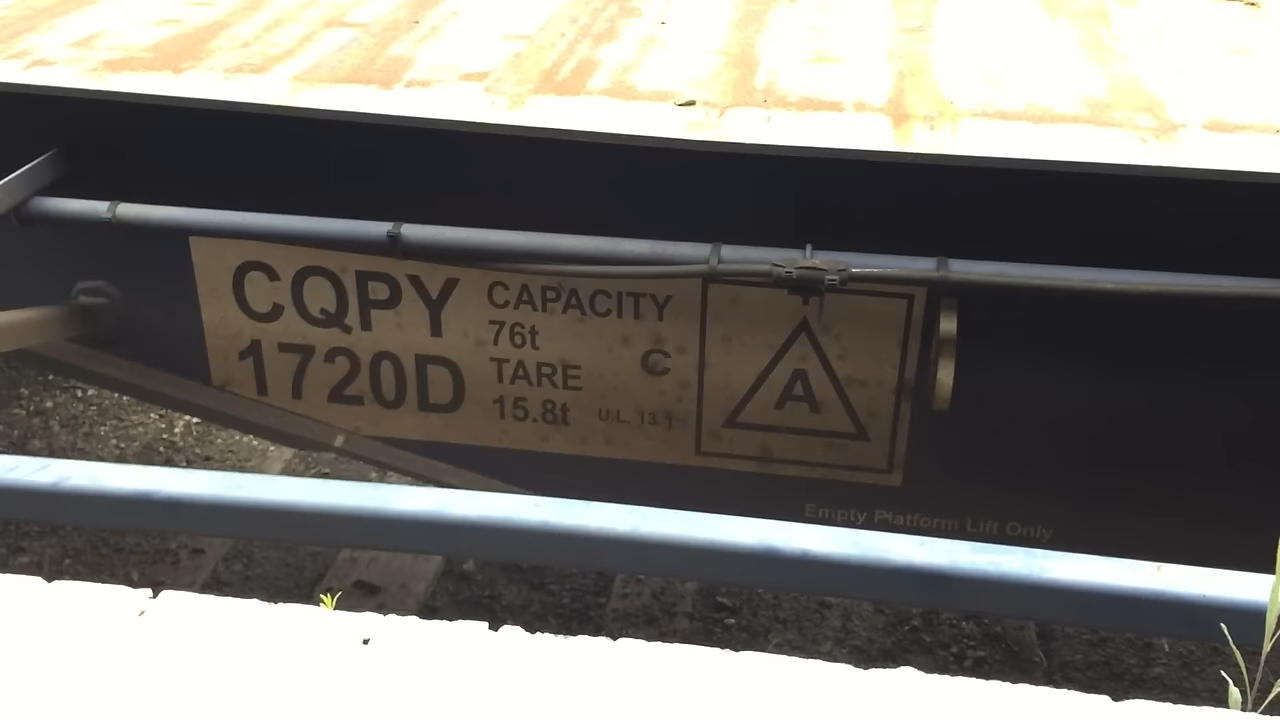 CQPY
1720D
CAPACITY
76t
TARE
15.8t
C
U.L. 13.1
A
Empty Platform Lift Only